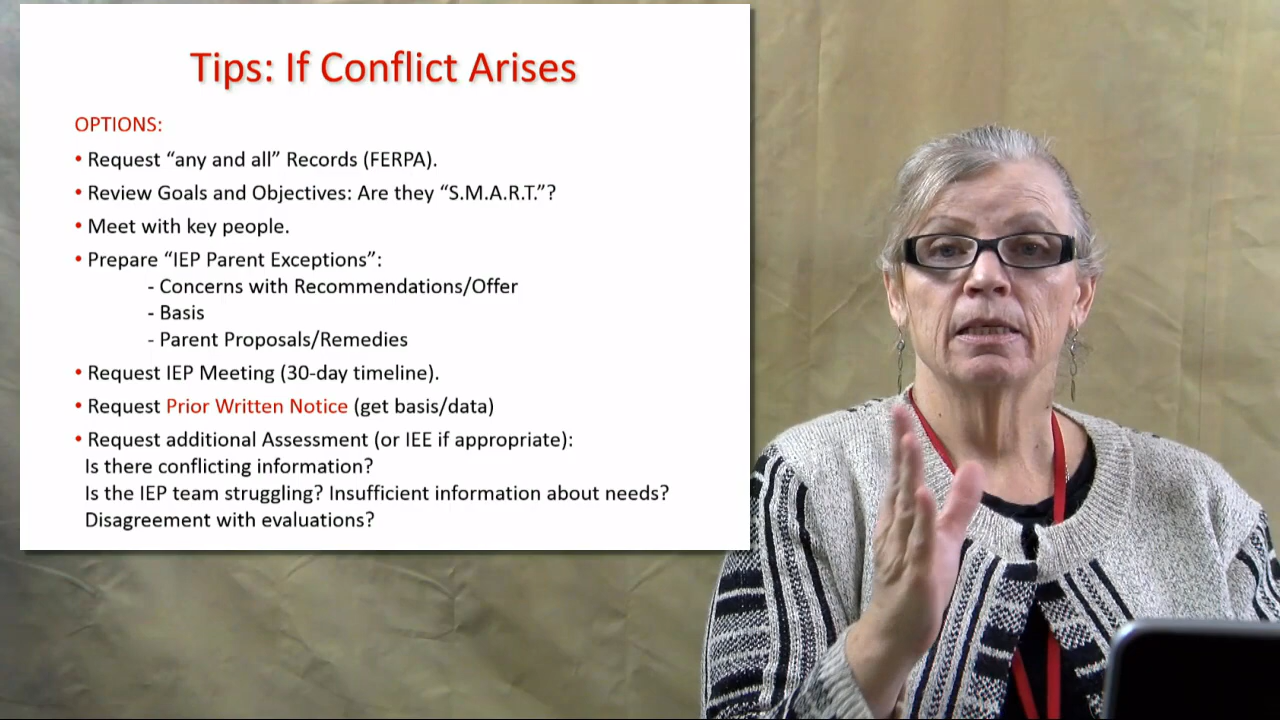 Tips: If Conflict Arises
OPTIONS:
• Request “any and all” Records (FERPA).
• Review Goals and Objectives: Are they “S.M.A.R.T.”?
• Meet with key people.
• Prepare “IEP Parent Exceptions”:
- Concerns with Recommendations/Offer
- Basis
- Parent Proposals/Remedies
• Request IEP Meeting (30-day timeline).
• Request Prior Written Notice (get basis/data)
• Request additional Assessment (or IEE if appropriate):
Is there conflicting information?
Is the IEP team struggling? Insufficient information about needs?
Disagreement with evaluations?